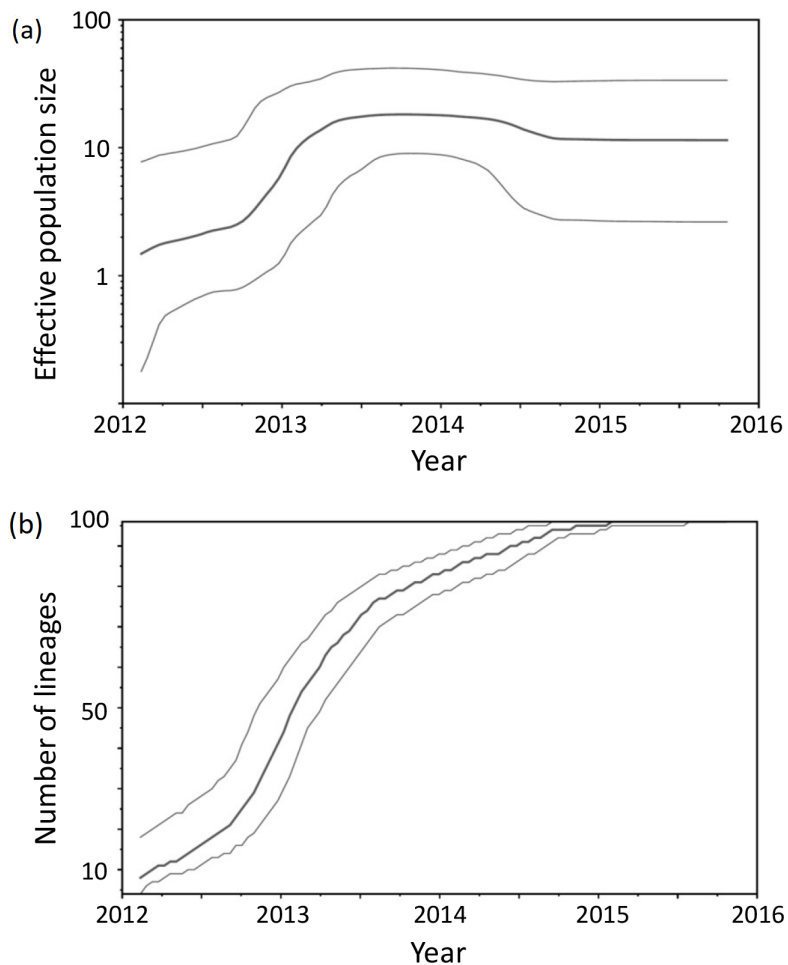 (a)
Effective population size
100
10
1
2012 2013 2014 2015 2016
Year
(b)
Number of lineages
100
50
10
2012 2013 2014 2015 2016
Year